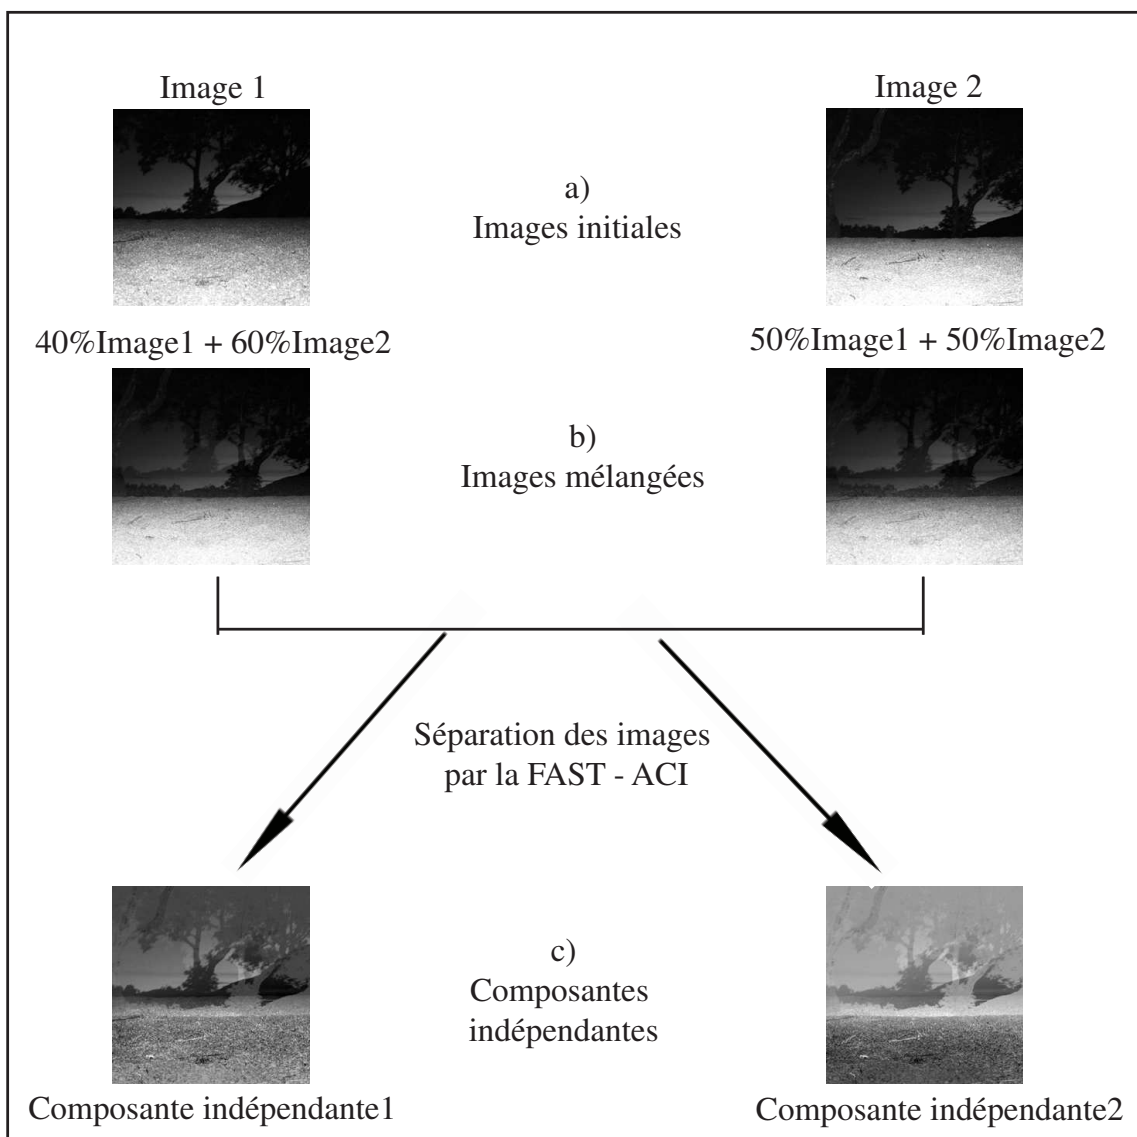 Image 1
Image 2
a)
Images initiales
40%Image1 + 60%Image2
50%Image1 + 50%Image2
b)
Images mélangées
Séparation des images
par la FAST - ACI
c)
Composantes
indépendantes
Composante indépendante1
Composante indépendante2